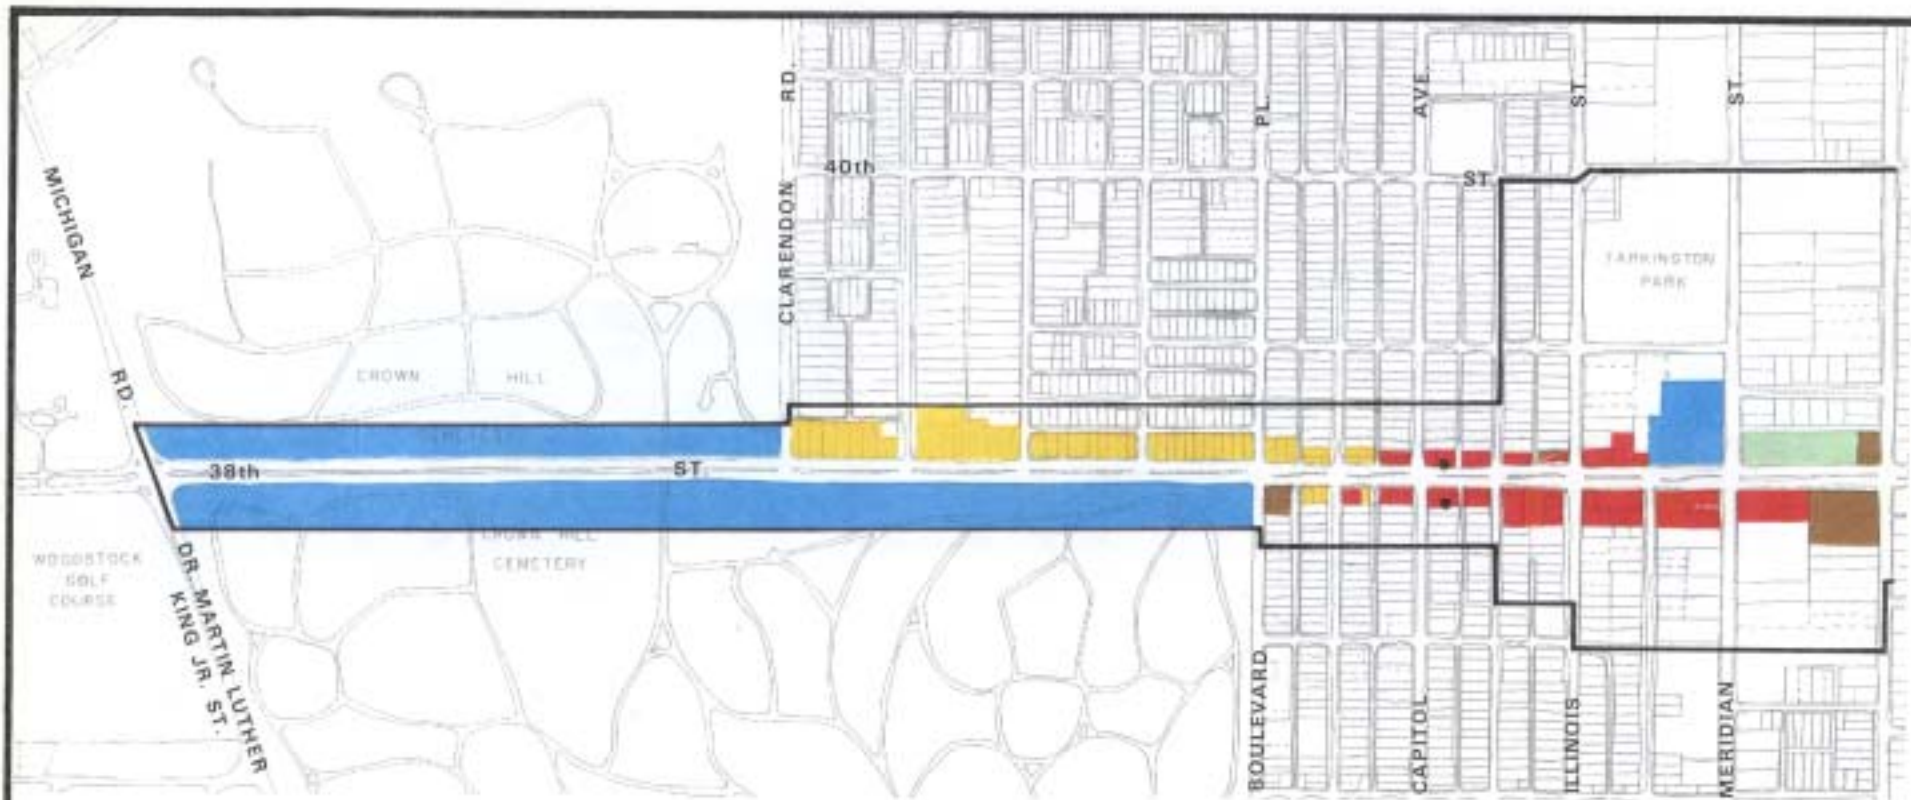 RD.
PL.
AVE.
ST.
ST.
MICHIGAN
RD.
CLARENDON
40th
ST.
TARKINGTON
PARK
CROWN HILL
CEMETERY
38th
ST.
CROWN HILL
CEMETERY
WOODSTOCK
GOLF
COURSE
DR. MARTIN LUTHER
KING JR. ST.
BOULEVARD
CAPITOL
ILLINOIS
MERIDIAN